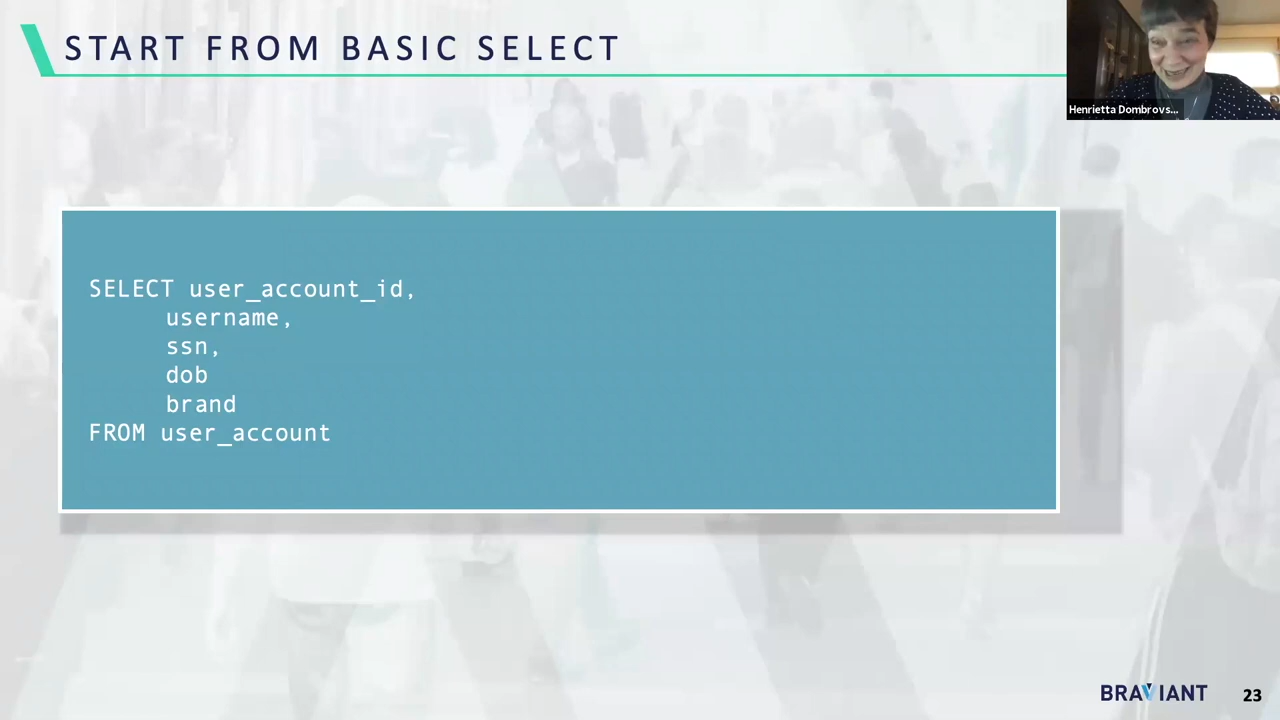 START FROM BASIC SELECT
Henrietta Dombrovs...
SELECT user_account_id,
username,
ssn,
dob
brand
FROM user_account
BRAVIANT
23